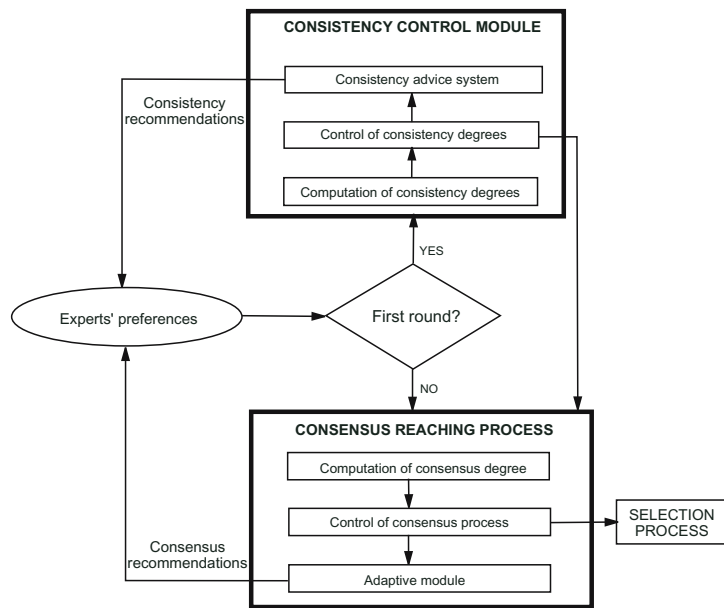 CONSISTENCY CONTROL MODULE
Consistency advice system
Consistency
recommendations
Control of consistency degrees
Computation of consistency degrees
YES
Experts' preferences
First round?
NO
CONSENSUS REACHING PROCESS
Computation of consensus degree
Control of consensus process
SELECTION
PROCESS
Consensus
recommendations
Adaptive module